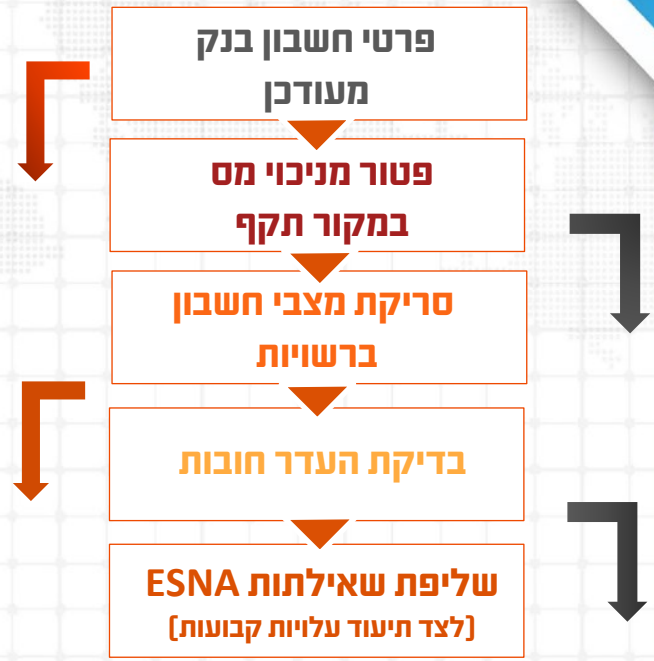 פרטי חשבון בנק
מעודכן
פטור מניכוי מס
במקור תקף
סריקת מצבי חשבון
ברשויות
בדיקת העדר חובות
שליפת שאילתות ESNA
(לצד תיעוד עלויות קבועות)